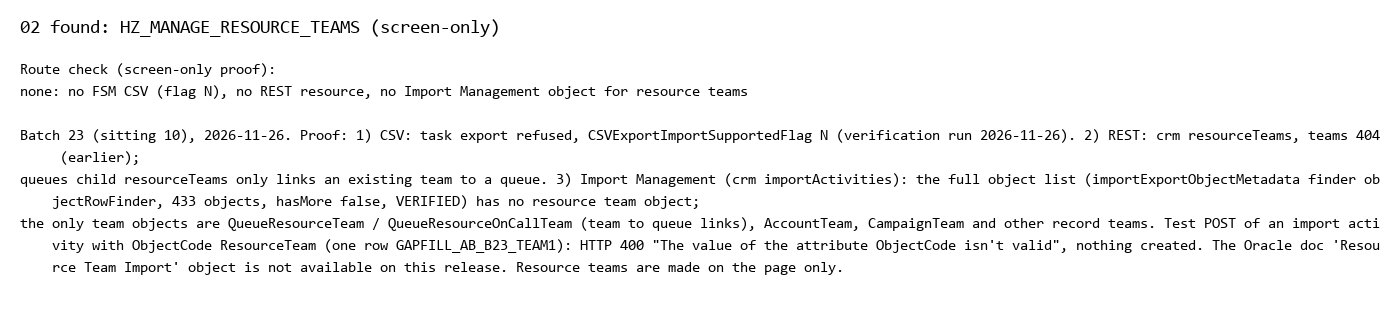 02 found: HZ_MANAGE_RESOURCE_TEAMS (screen-only)
Route check (screen-only proof):
none: no FSM CSV (flag N), no REST resource, no Import Management object for resource teams
Batch 23 (sitting 10), 2026-11-26. Proof: 1) CSV: task export refused, CSVExportImportSupportedFlag N (verification run 2026-11-26). 2) REST: crm resourceTeams, teams 404
(earlier);
queues child resourceTeams only links an existing team to a queue. 3) Import Management (crm importActivities): the full object list (importExportObjectMetadata finder ob
jectRowFinder, 433 objects, hasMore false, VERIFIED) has no resource team object;
the only team objects are QueueResourceTeam / QueueResourceOnCallTeam (team to queue links), AccountTeam, CampaignTeam and other record teams. Test POST of an import acti
vity with ObjectCode ResourceTeam (one row GAPFILL_AB_B23_TEAM1): HTTP 400 "The value of the attribute ObjectCode isn't valid", nothing created. The Oracle doc 'Resou
rce Team Import' object is not available on this release. Resource teams are made on the page only.